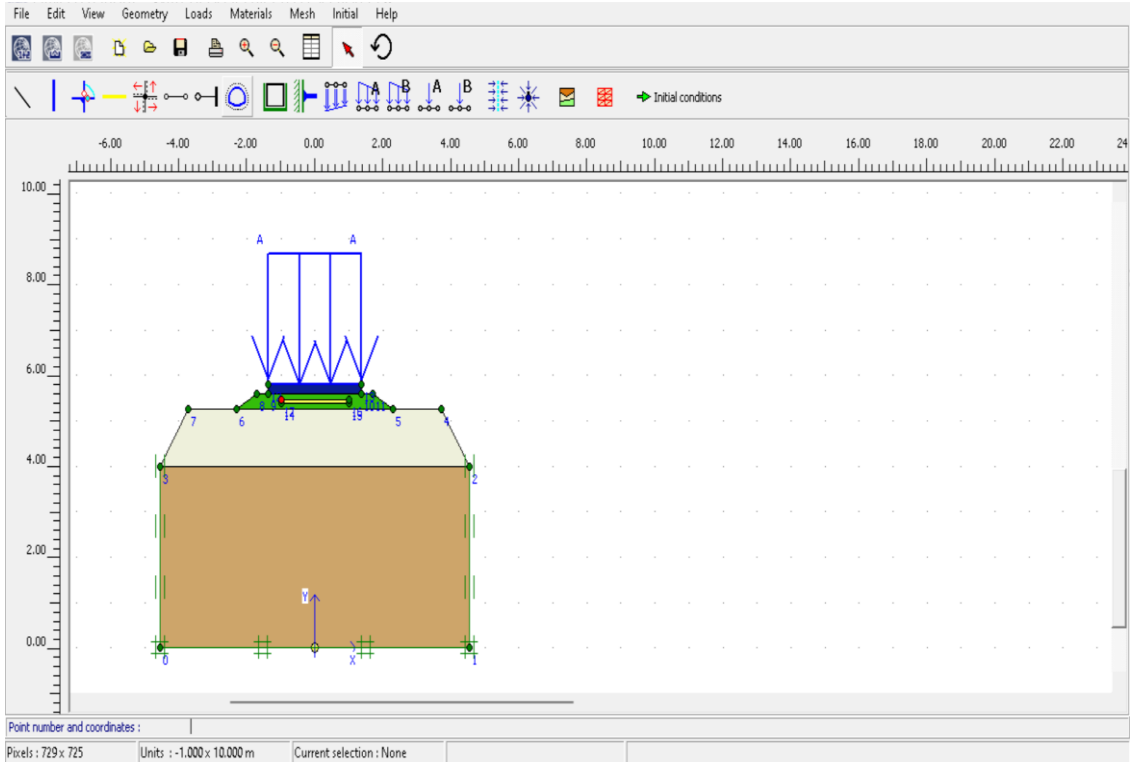 File Edit View Geometry Loads Materials Mesh Initial Help
A B A B Initial conditions
-6.00 -4.00 -2.00 0.00 2.00 4.00 6.00 8.00 10.00 12.00 14.00 16.00 18.00 20.00 22.00 24
10.00
A A
8.00
6.00
8 9 10 11
7 6 14 15 5 4
4.00
3 2
2.00
Y
0.00
0 X 1
Point number and coordinates :
Pixels : 729 x 725 Units : -1.000 x 10.000 m Current selection : None